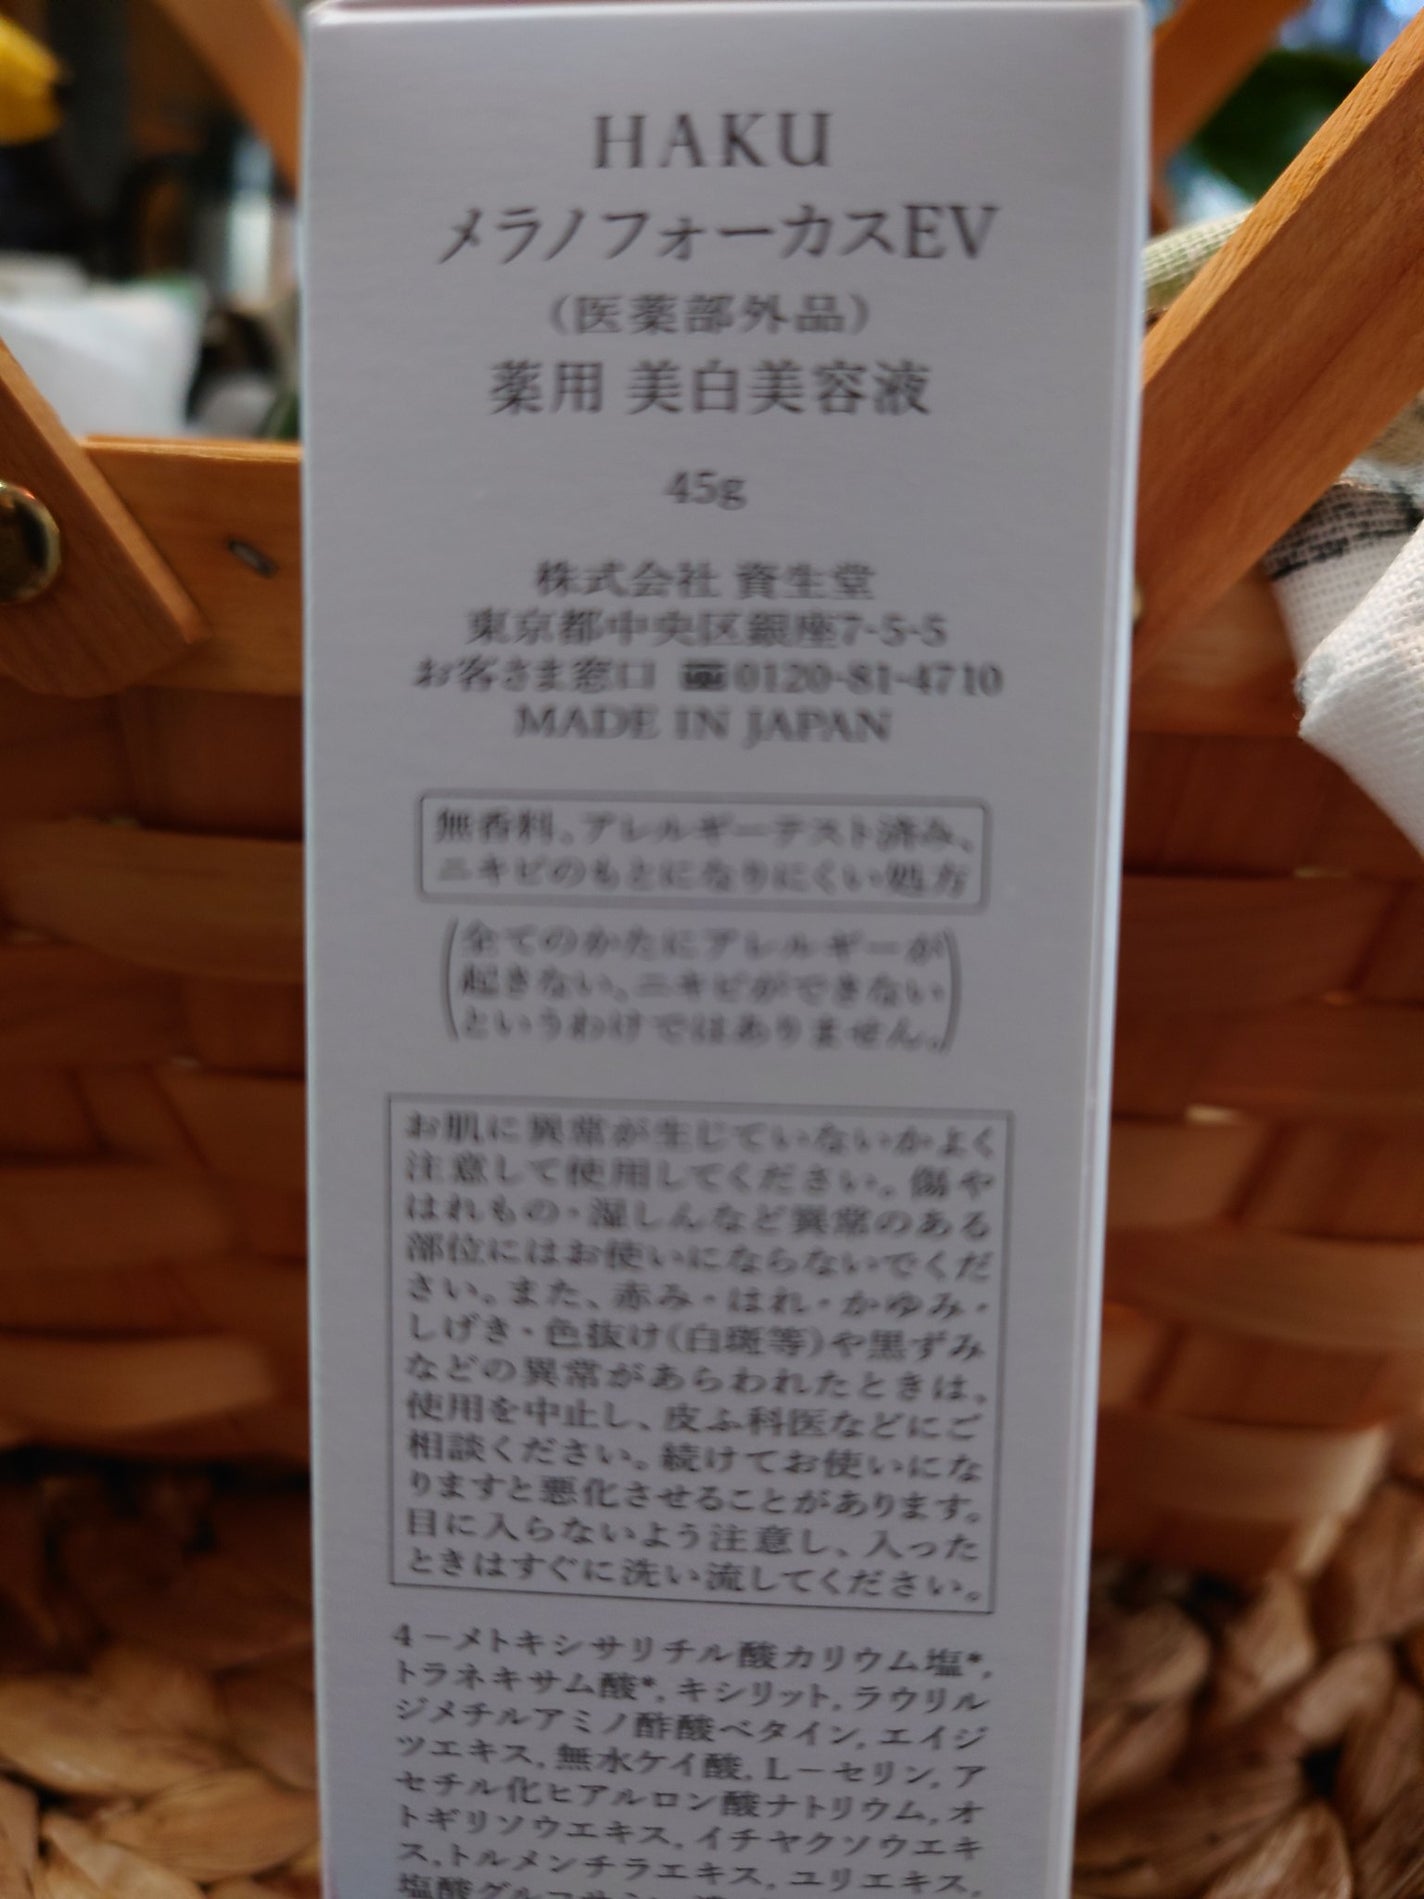 HAKU
メラノフォーカスEV
（医薬部外品）
薬用 美白美容液
45g
株式会社 資生堂
東京都中央区銀座7-5-5
お客さま窓口 0120-81-4710
MADE IN JAPAN
無香料、アレルギーテスト済み、
ニキビのもとになりにくい処方
（全てのかたにアレルギーが
起きない、ニキビができない
というわけではありません。）
お肌に異常が生じていないかよく
注意して使用してください。傷や
はれもの・湿しんなど異常のある
部位にはお使いにならないでくだ
さい。また、赤み・はれ・かゆみ・
しげき・色抜け（白斑等）や黒ずみ
などの異常があらわれたときは、
使用を中止し、皮ふ科医などにご
相談ください。続けてお使いにな
りますと悪化させることがあります。
目に入らないよう注意し、入った
ときはすぐに洗い流してください。
4－メトキシサリチル酸カリウム塩*,
トラネキサム酸*, キシリット, ラウリル
ジメチルアミノ酢酸ベタイン, エイジ
ツエキス, 無水ケイ酸, L－セリン, ア
セチル化ヒアルロン酸ナトリウム, オ
トギリソウエキス, イチヤクソウエキ
ス, トルメンチラエキス, ユリエキス,
塩酸グルコサミン